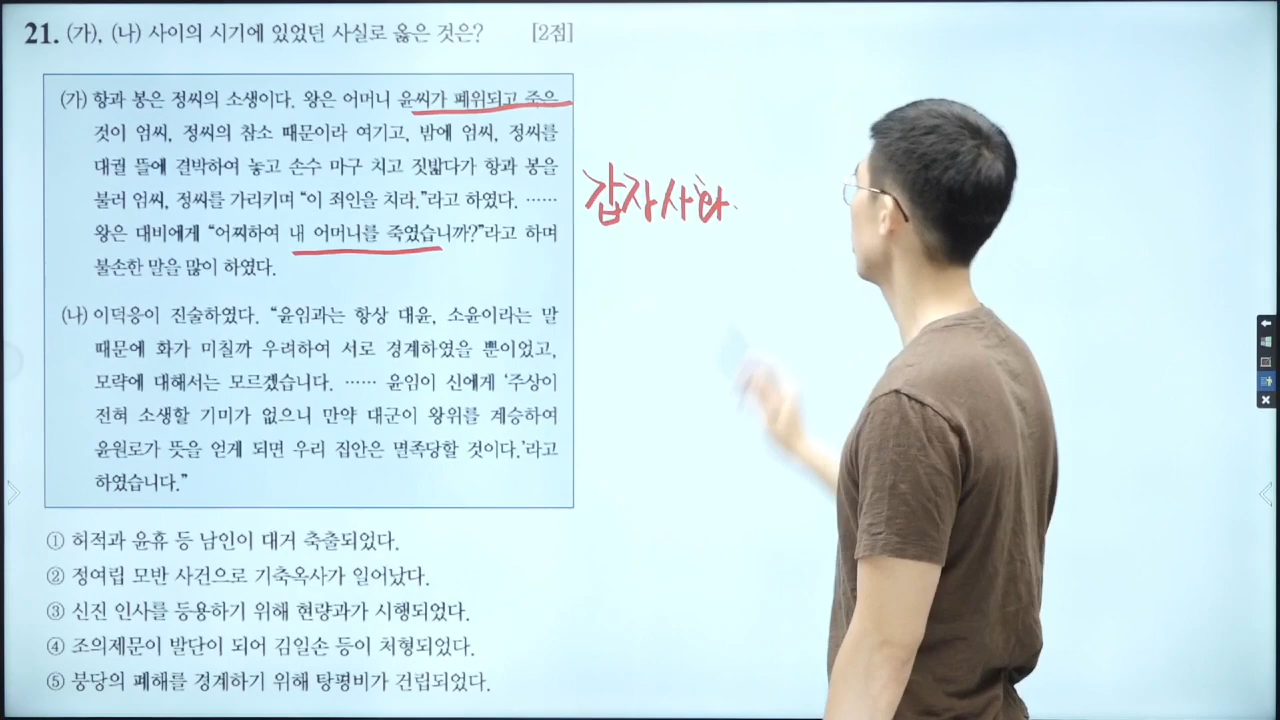 21. (가), (나) 사이의 시기에 있었던 사실로 옳은 것은? [2점]
(가) 항과 봉은 정씨의 소생이다. 왕은 어머니 윤씨가 폐위되고 죽은
것이 엄씨, 정씨의 참소 때문이라 여기고, 밤에 엄씨, 정씨를
대궐 뜰에 결박하여 놓고 손수 마구 치고 짓밟다가 항과 봉을
불러 엄씨, 정씨를 가리키며 “이 죄인을 치라.”라고 하였다. ……
왕은 대비에게 “어찌하여 내 어머니를 죽였습니까?”라고 하며
불손한 말을 많이 하였다.
갑자사화
(나) 이덕응이 진술하였다. “윤임과는 항상 대윤, 소윤이라는 말
때문에 화가 미칠까 우려하여 서로 경계하였을 뿐이었고,
모략에 대해서는 모르겠습니다. …… 윤임이 신에게 ‘주상이
전혀 소생할 기미가 없으니 만약 대군이 왕위를 계승하여
윤원로가 뜻을 얻게 되면 우리 집안은 멸족당할 것이다.’라고
하였습니다.”
① 허적과 윤휴 등 남인이 대거 축출되었다.
② 정여립 모반 사건으로 기축옥사가 일어났다.
③ 신진 인사를 등용하기 위해 현량과가 시행되었다.
④ 조의제문이 발단이 되어 김일손 등이 처형되었다.
⑤ 붕당의 폐해를 경계하기 위해 탕평비가 건립되었다.